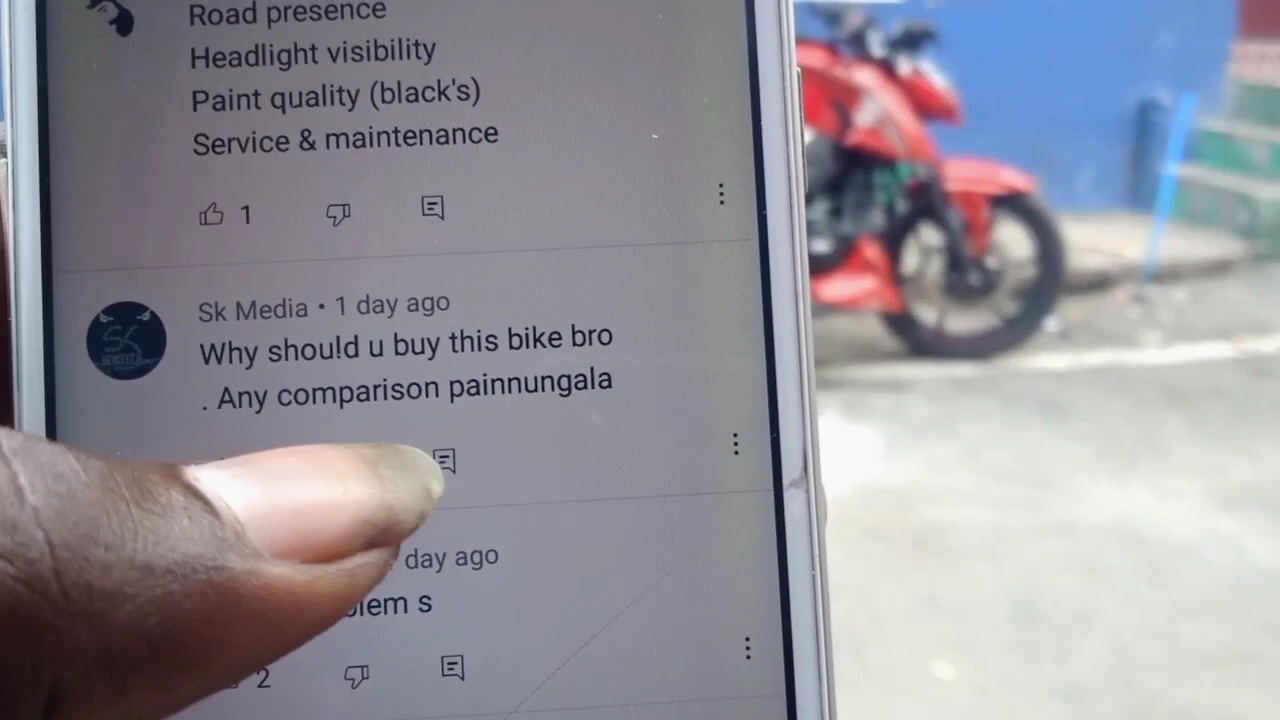 Road presence
Headlight visibility
Paint quality (black's)
Service & maintenance
1
Sk Media • 1 day ago
Why should u buy this bike bro
. Any comparison painnungala
SK
day ago
s
2